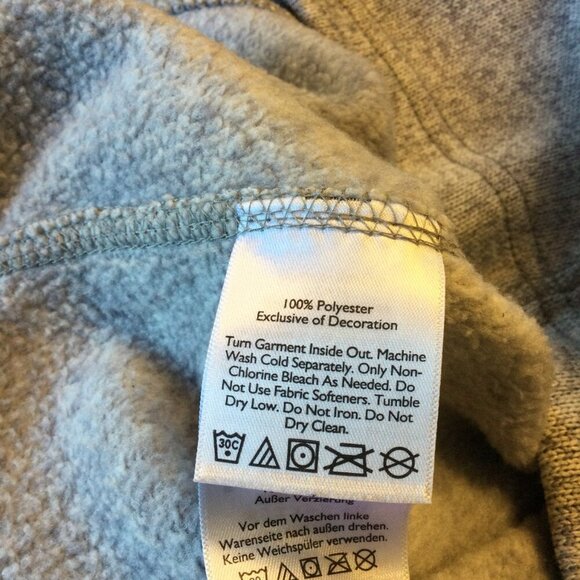 100% Polyester
Exclusive of Decoration
Turn Garment Inside Out. Machine
Wash Cold Separately. Only Non-
Chlorine Bleach As Needed. Do
Not Use Fabric Softeners. Tumble
Dry Low. Do Not Iron. Do Not
Dry Clean.
30C
Außer Verzierung
Vor dem Waschen linke
Warenseite nach außen drehen.
Keine Weichspüler verwenden.